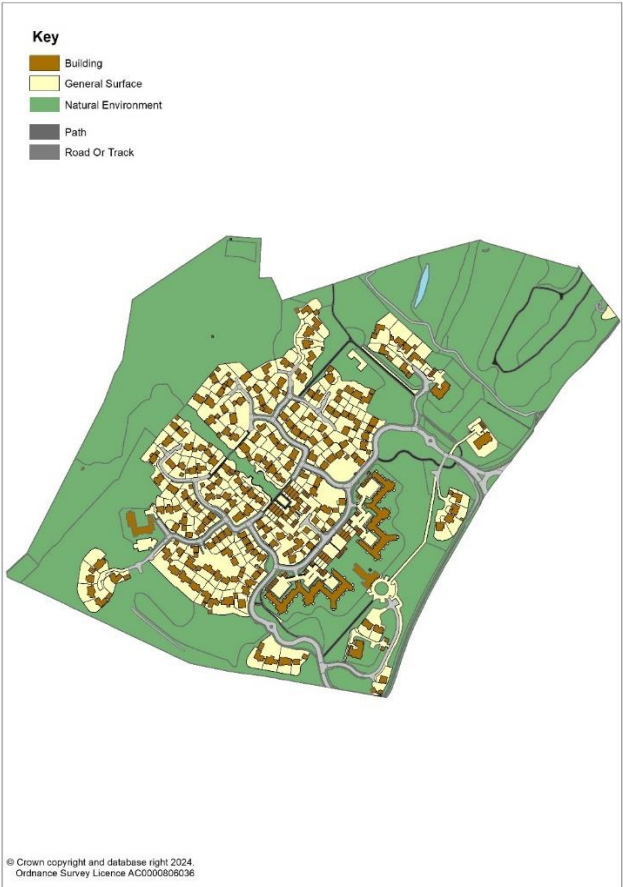 Key
Building
General Surface
Natural Environment
Path
Road Or Track
© Crown copyright and database right 2024.
Ordnance Survey Licence AC0000806036